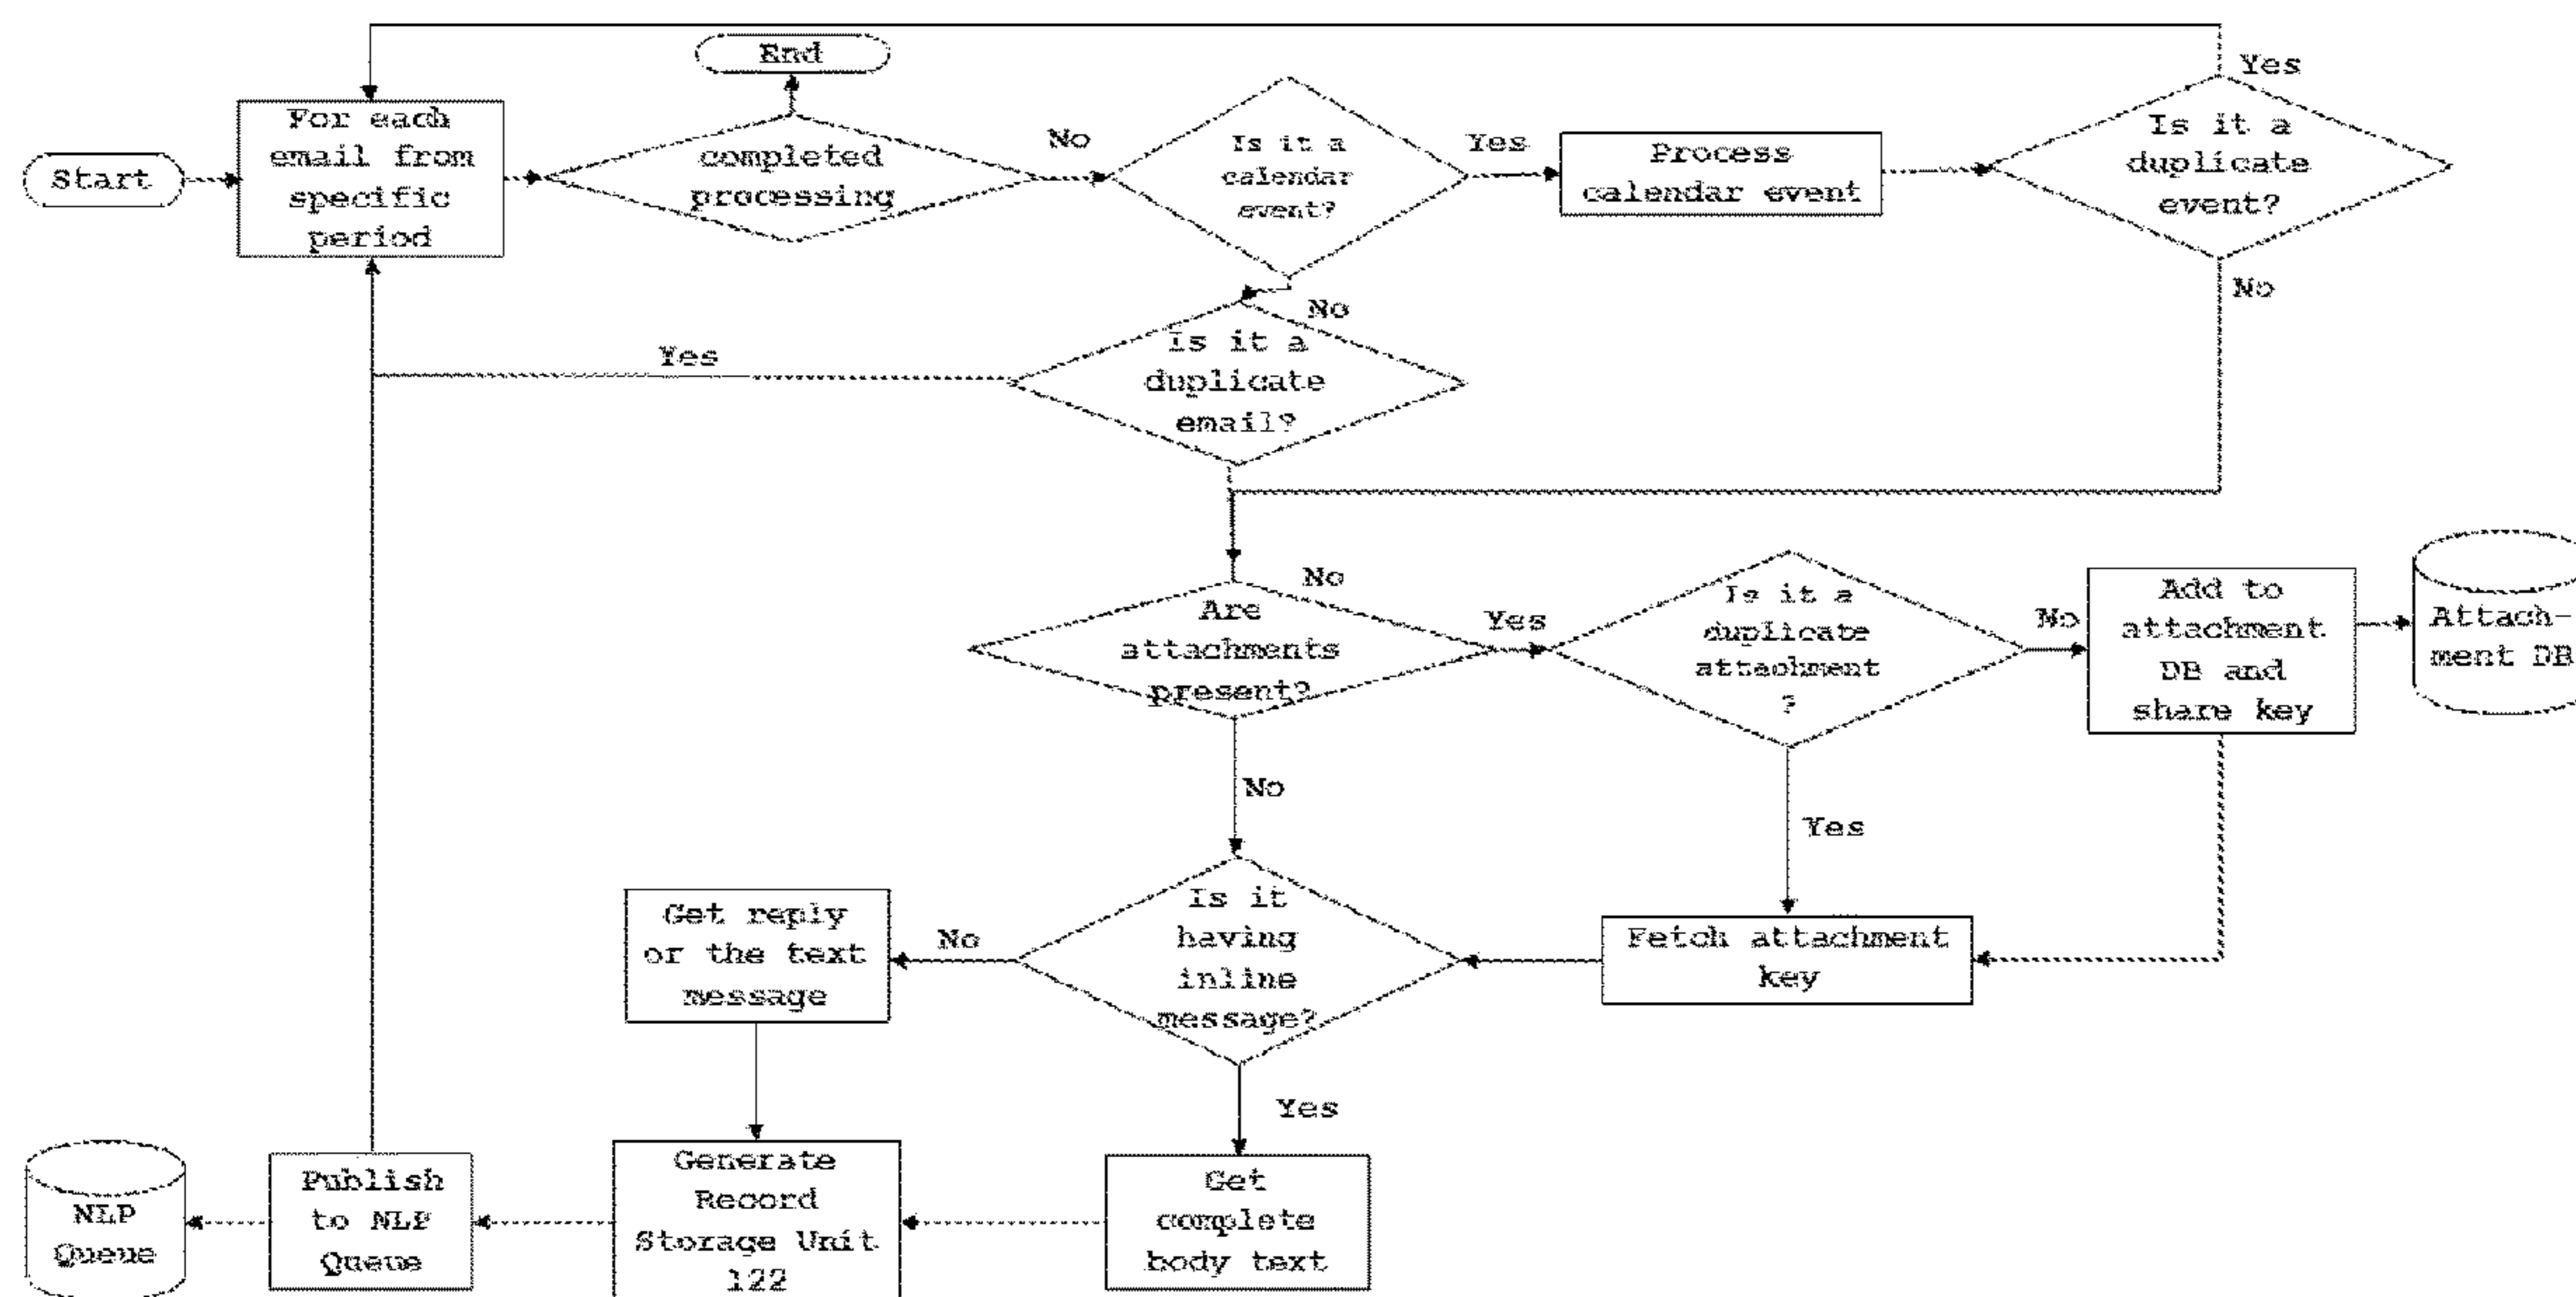 End
Yes
For each
email from
specific
period
Start
completed
processing
No
Is it a
calendar
event?
Yes
Process
calendar event
Is it a
duplicate
event?
No
No
Is it a
duplicate
email?
Yes
No
Are
attachments
present?
Yes
Is it a
duplicate
attachment
?
No
Add to
attachment
DB and
share key
Attach-
ment DB
No
Yes
Get reply
or the text
message
No
Is it
having
inline
message?
Fetch attachment
key
Yes
NLP
Queue
Publish
to NLP
Queue
Generate
Record
Storage Unit
122
Get
complete
body text